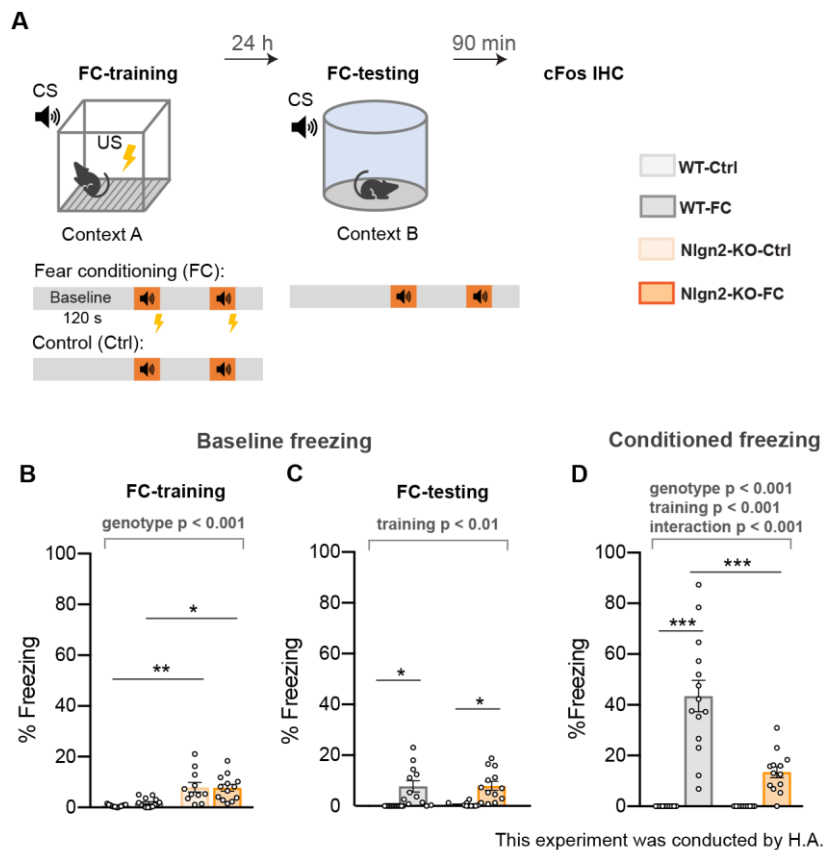 A
24 h
90 min
FC-training
FC-testing
cFos IHC
CS
US
CS
Context A
Context B
WT-Ctrl
WT-FC
Nlgn2-KO-Ctrl
Nlgn2-KO-FC
Fear conditioning (FC):
Baseline
120 s
Control (Ctrl):
Baseline freezing
Conditioned freezing
B
FC-training
genotype p < 0.001
% Freezing
100
80
60
40
20
0
*
**
C
FC-testing
training p < 0.01
% Freezing
100
80
60
40
20
0
*
*
D
genotype p < 0.001
training p < 0.001
interaction p < 0.001
%Freezing
100
80
60
40
20
0
***
***
This experiment was conducted by H.A.